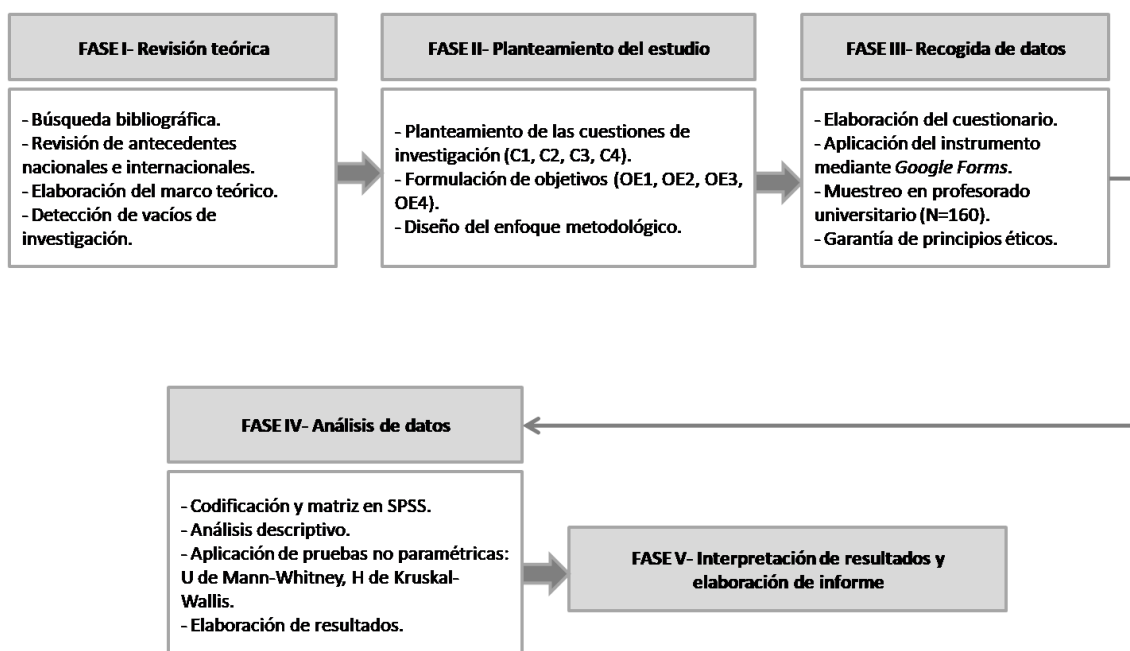 FASE I- Revisión teórica
- Búsqueda bibliográfica.
- Revisión de antecedentes
nacionales e internacionales.
- Elaboración del marco teórico.
- Detección de vacíos de
investigación.
FASE II- Planteamiento del estudio
- Planteamiento de las cuestiones de
investigación (C1, C2, C3, C4).
- Formulación de objetivos (OE1, OE2, OE3,
OE4).
- Diseño del enfoque metodológico.
FASE III- Recogida de datos
- Elaboración del cuestionario.
- Aplicación del instrumento
mediante Google Forms.
- Muestreo en profesorado
universitario (N=160).
- Garantía de principios éticos.
FASE IV- Análisis de datos
- Codificación y matriz en SPSS.
- Análisis descriptivo.
- Aplicación de pruebas no paramétricas:
U de Mann-Whitney, H de Kruskal-
Wallis.
- Elaboración de resultados.
FASE V- Interpretación de resultados y
elaboración de informe